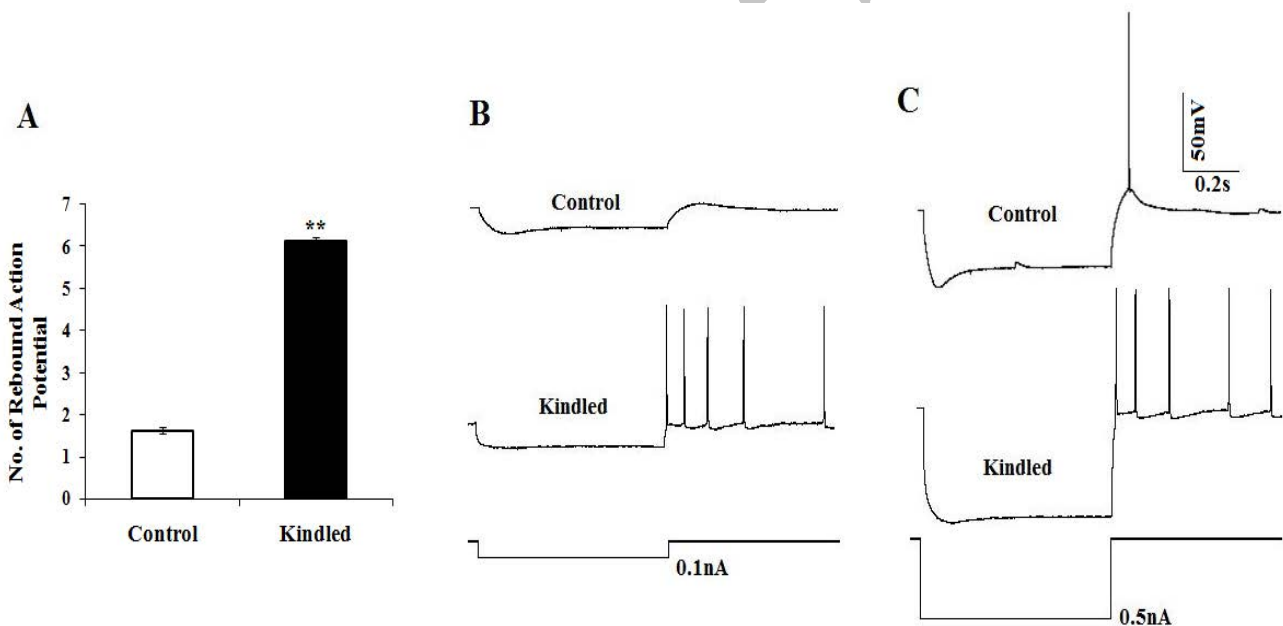 A
B
C
50mV
0.2s
No. of Rebound Action
Potential
7
6
5
4
3
2
1
0
**
Control
Kindled
Control
Kindled
0.1nA
Control
Kindled
0.5nA